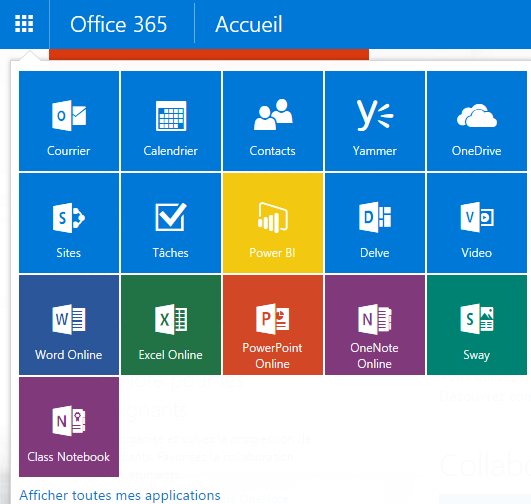 Office 365 Accueil
Courrier Calendrier Contacts Yammer OneDrive
Sites Tâches Power BI Delve Video
Word Online Excel Online PowerPoint Online OneNote Online Sway
Class Notebook
Afficher toutes mes applications
Collabo